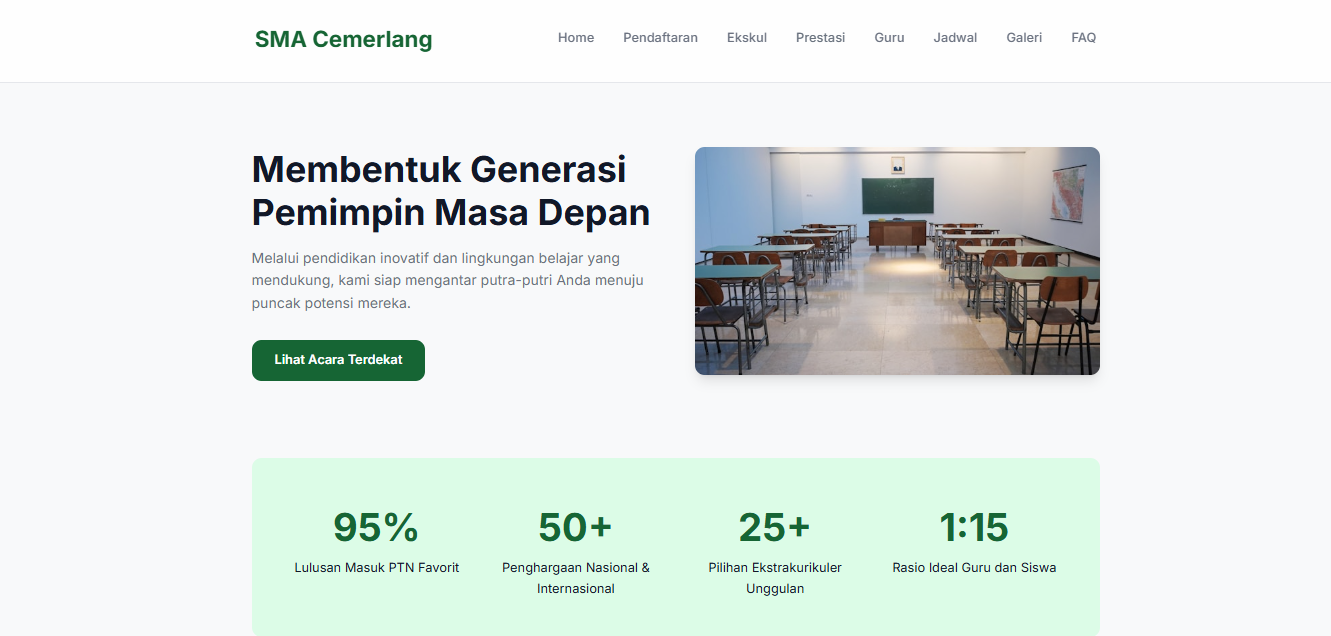 SMA Cemerlang
Home Pendaftaran Ekskul Prestasi Guru Jadwal Galeri FAQ
Membentuk Generasi
Pemimpin Masa Depan
Melalui pendidikan inovatif dan lingkungan belajar yang
mendukung, kami siap mengantar putra-putri Anda menuju
puncak potensi mereka.
Lihat Acara Terdekat
95%
Lulusan Masuk PTN Favorit
50+
Penghargaan Nasional &
Internasional
25+
Pilihan Ekstrakurikuler
Unggulan
1:15
Rasio Ideal Guru dan Siswa